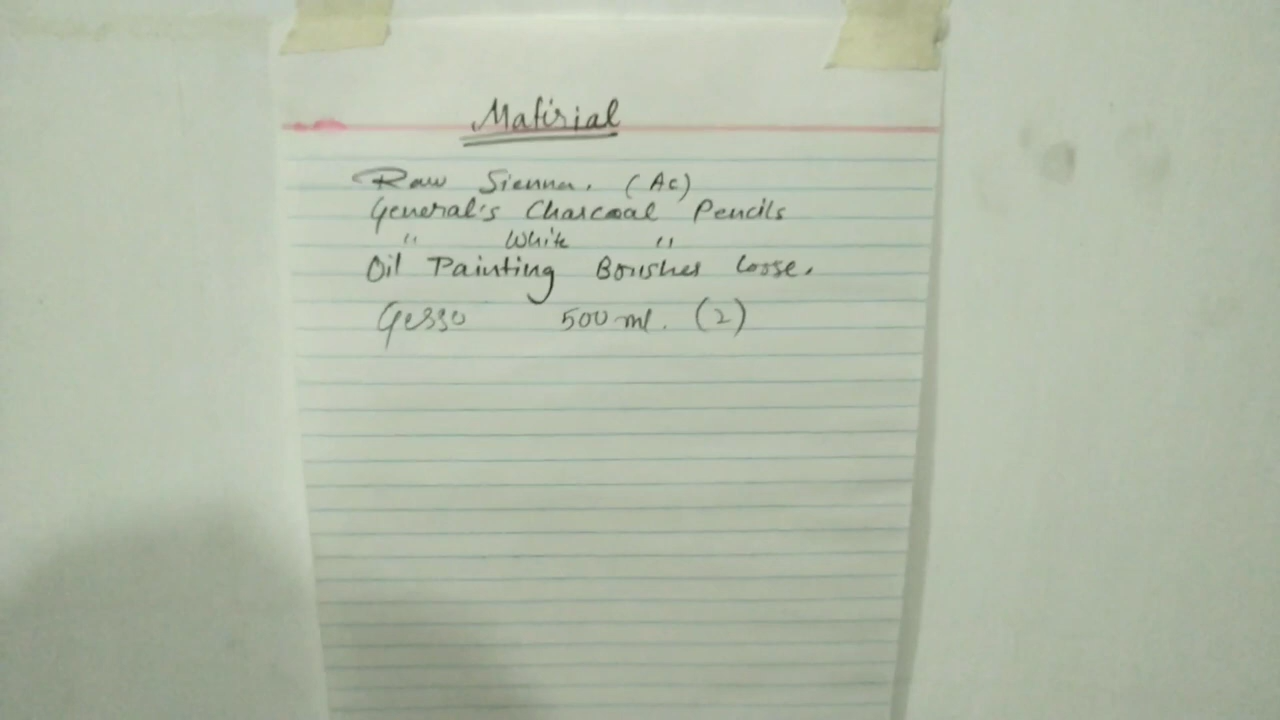 Matirial
Raw Sienna. (Ac)
General's Charcoal Pencils
" White "
Oil Painting Brushes loose.
Gesso 500 ml. (2)